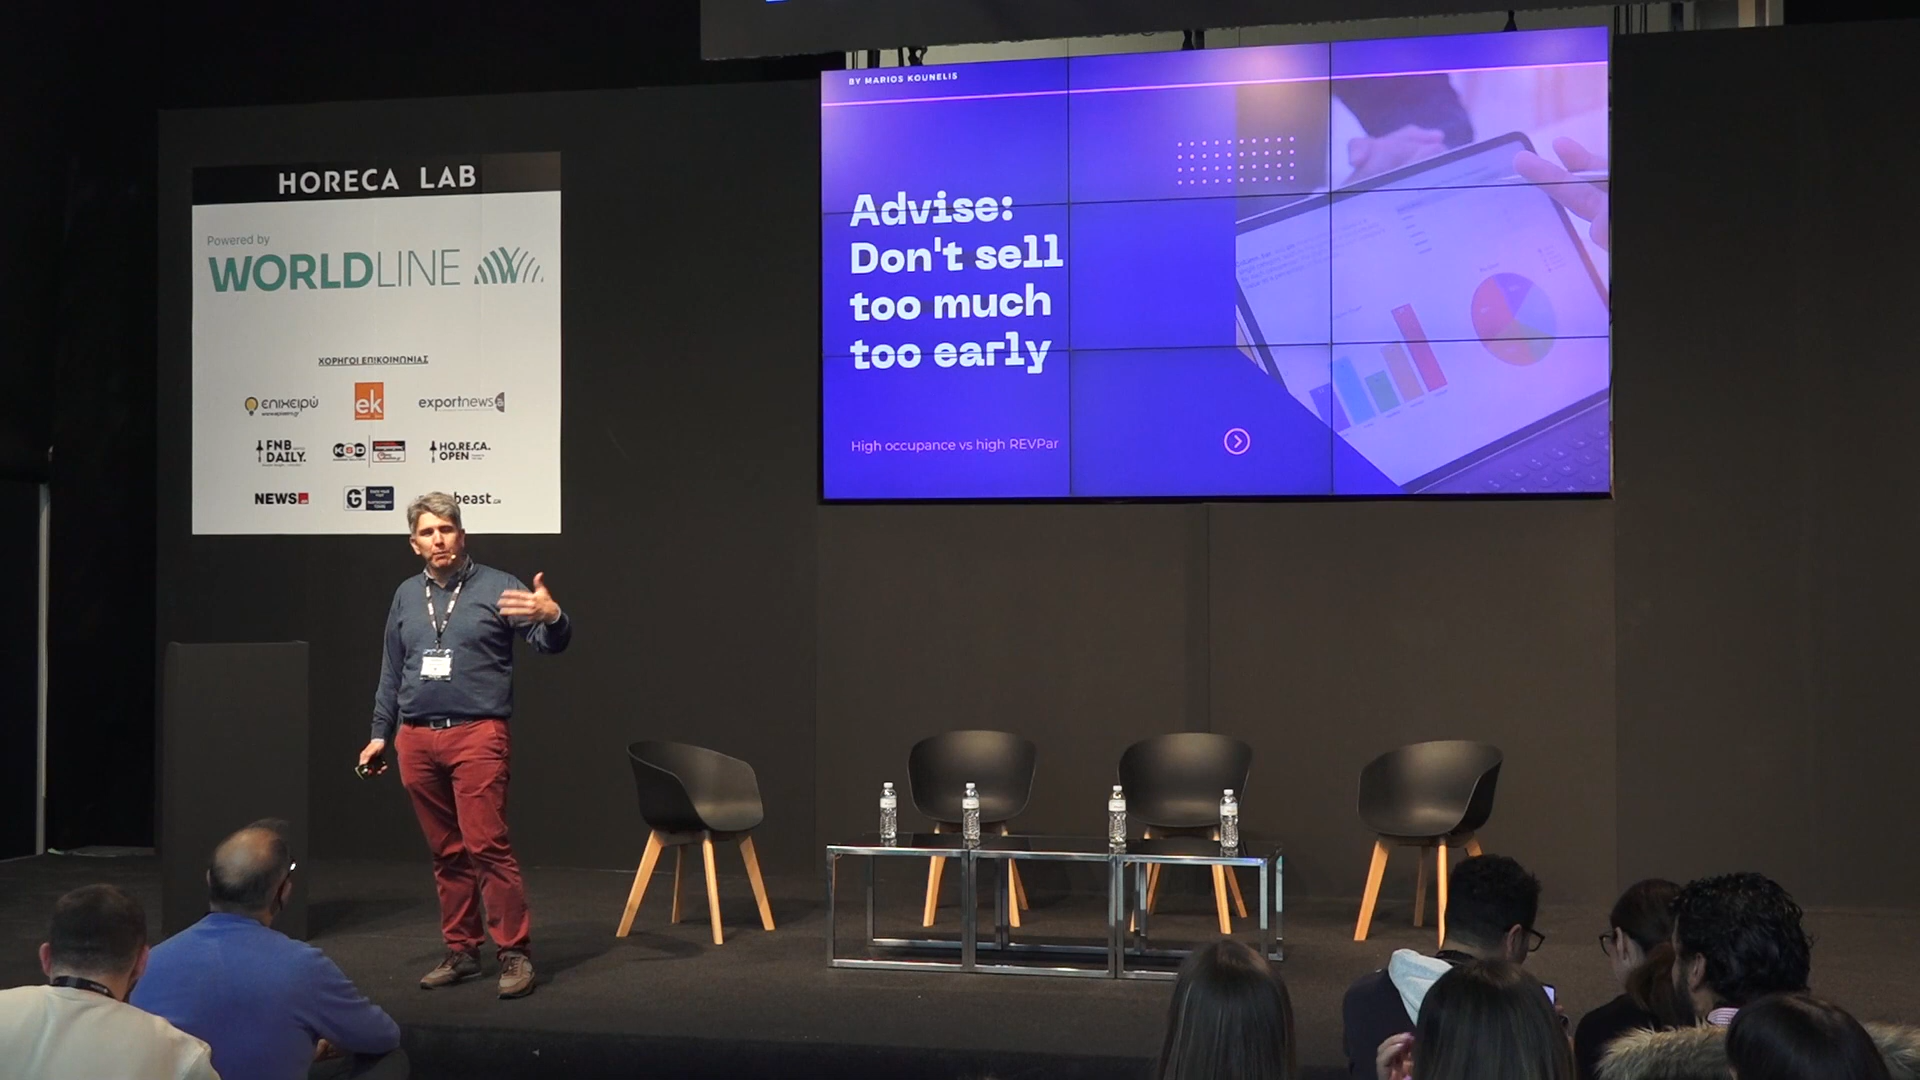 HORECA LAB
Powered by
WORLDLINE
ΧΟΡΗΓΟΙ ΕΠΙΚΟΙΝΩΝΙΑΣ
επιχειρώ
ek
exportnews
FNB
DAILY.
KSD
HO.RE.CA.
OPEN
NEWS
beast
BY MARIOS KOUNELIS
Advise:
Don't sell
too much
too early
High occupance vs high REVPar